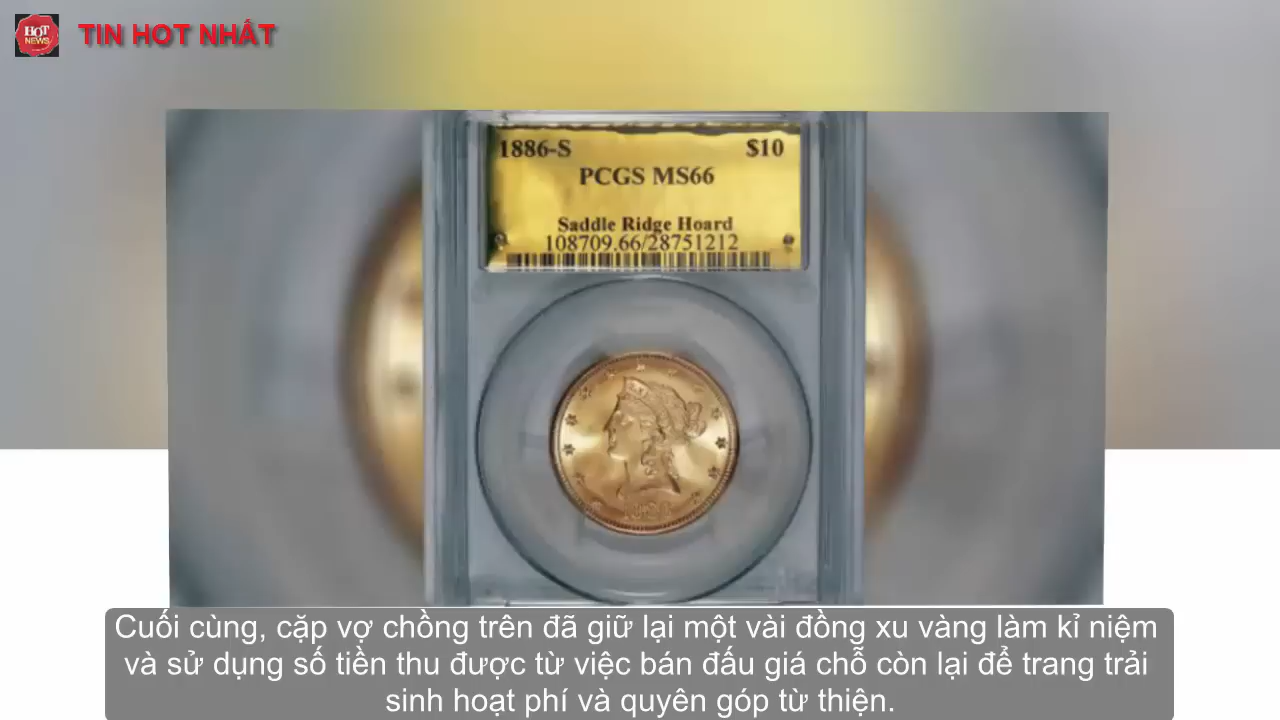 HOT
NEWS
TIN HOT NHẤT
1886-S $10
PCGS MS66
Saddle Ridge Hoard
108709.66/28751212
Cuối cùng, cặp vợ chồng trên đã giữ lại một vài đồng xu vàng làm kỉ niệm
và sử dụng số tiền thu được từ việc bán đấu giá chỗ còn lại để trang trải
sinh hoạt phí và quyên góp từ thiện.